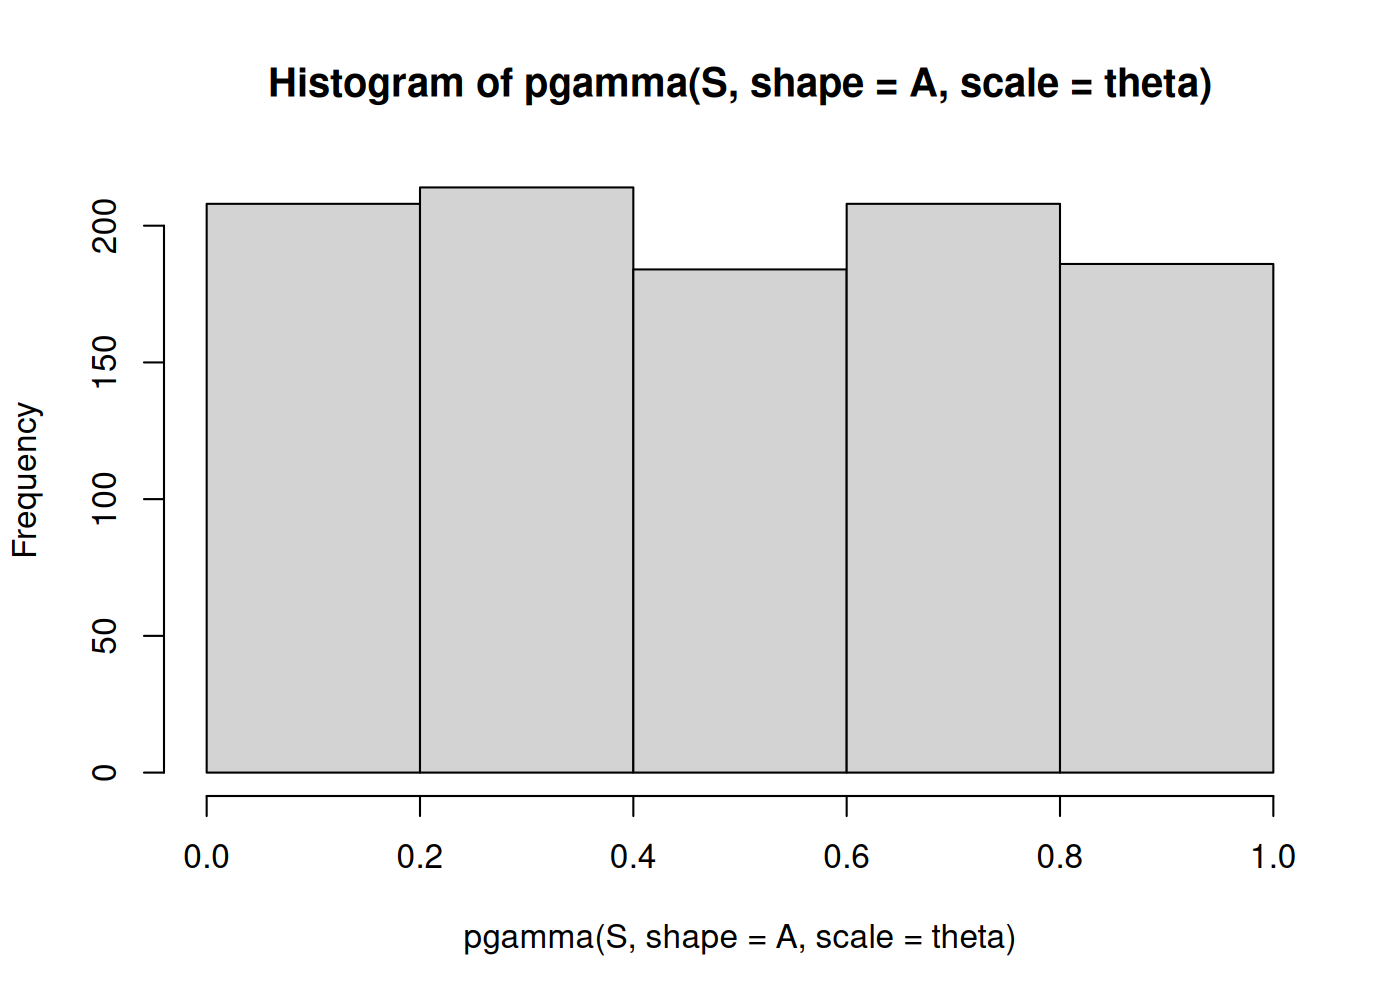 Histogram of pgamma(S, shape = A, scale = theta)
Frequency
200
150
100
50
0
0.0 0.2 0.4 0.6 0.8 1.0
pgamma(S, shape = A, scale = theta)